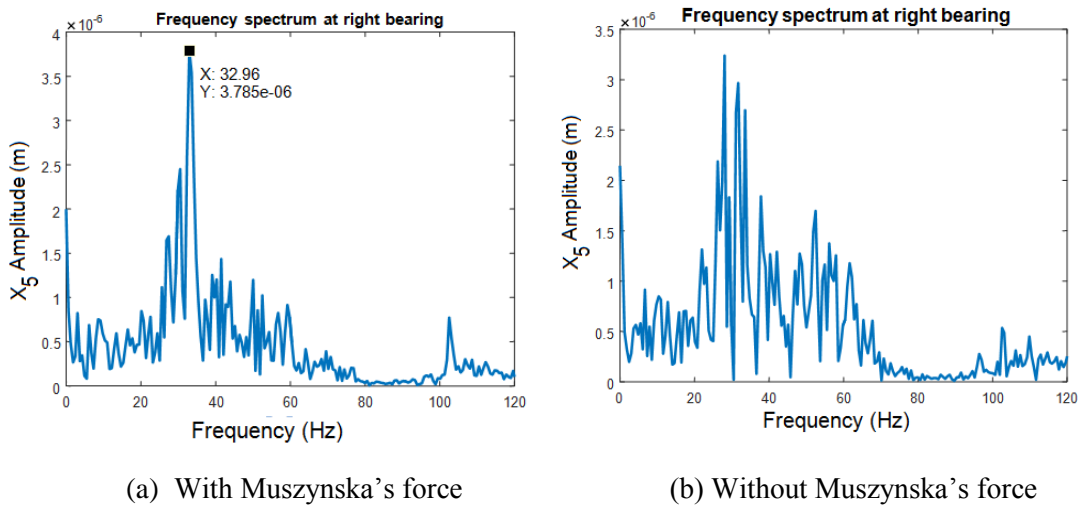 Frequency spectrum at right bearing
×10⁻⁶
4
3.5
3
2.5
2
1.5
1
0.5
0
X₅ Amplitude (m)
X: 32.96
Y: 3.785e-06
0 20 40 60 80 100 120
Frequency (Hz)
(a) With Muszynska’s force
Frequency spectrum at right bearing
×10⁻⁶
3.5
3
2.5
2
1.5
1
0.5
0
X₅ Amplitude (m)
0 20 40 60 80 100 120
Frequency (Hz)
(b) Without Muszynska’s force